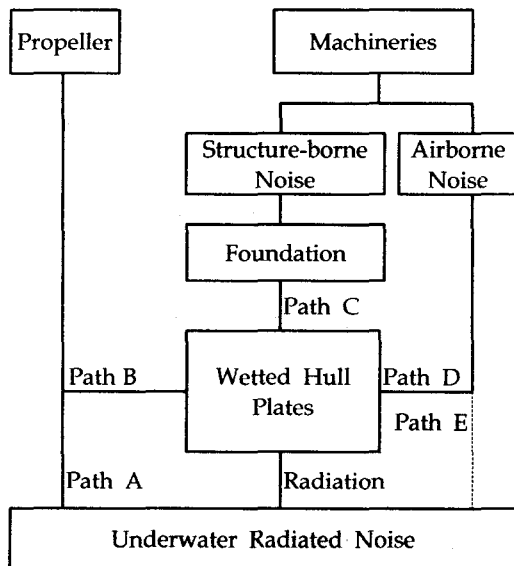 Propeller
Machineries
Structure-borne
Noise
Airborne
Noise
Foundation
Path C
Path B
Wetted Hull
Plates
Path D
Path E
Path A
Radiation
Underwater Radiated Noise